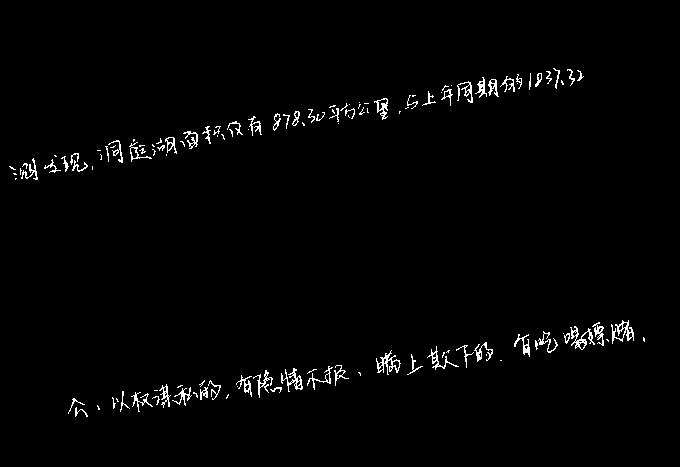 测发现,洞庭湖面积仅有878.30平方公里,与上年同期的1837.32
公、以权谋私的,有隐情不报、瞒上欺下的.有吃喝嫖赌、